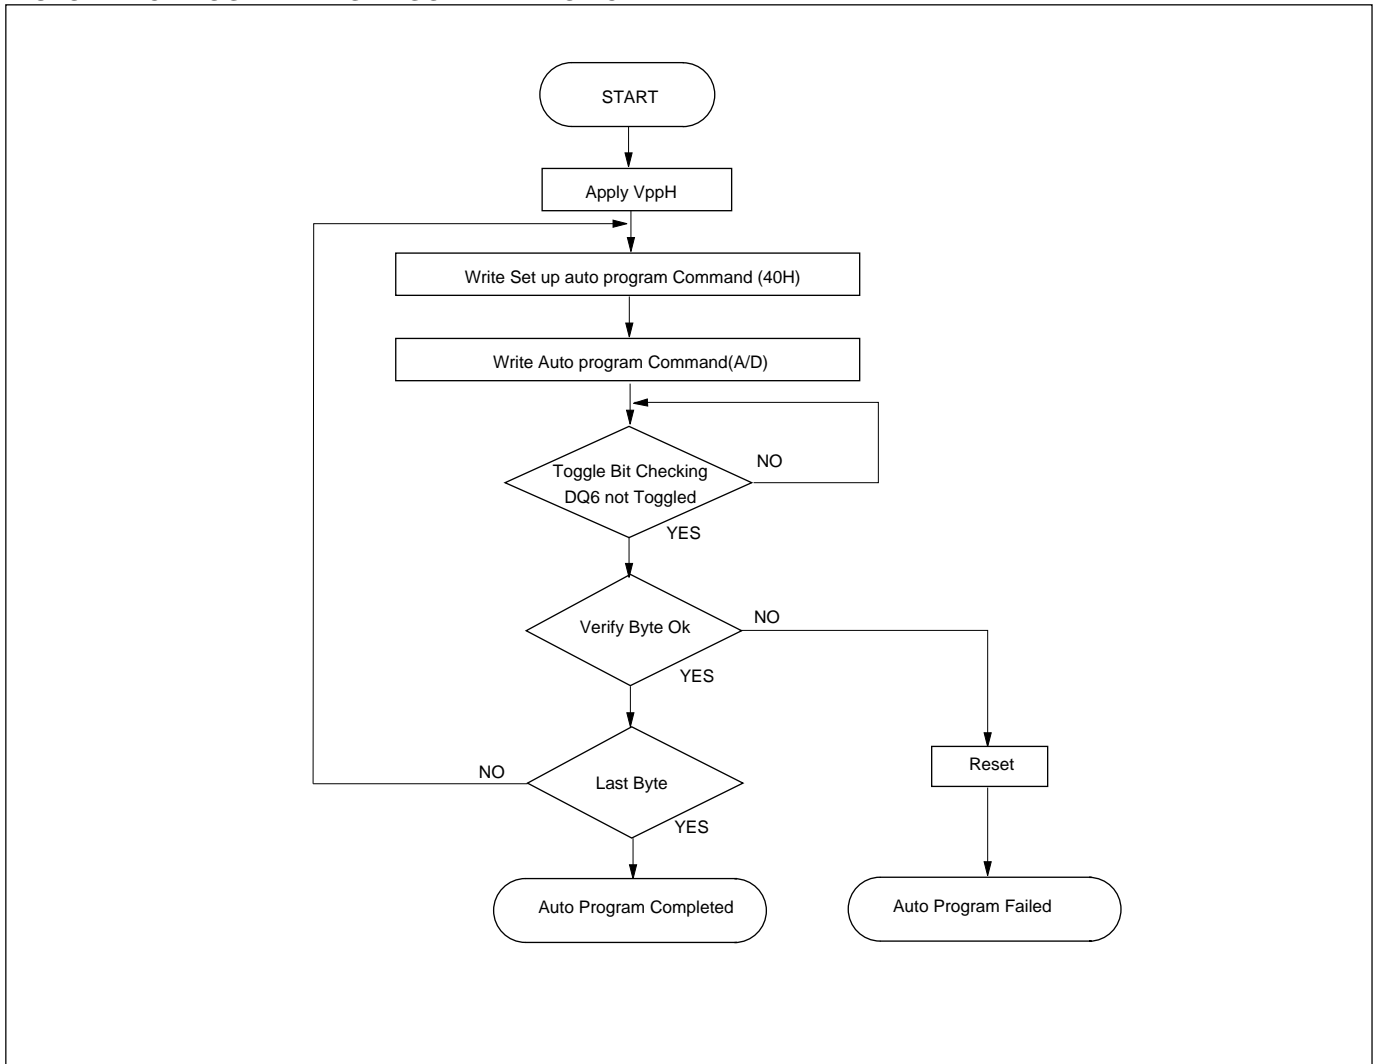 START
Apply VppH
Write Set up auto program Command (40H)
Write Auto program Command(A/D)
Toggle Bit Checking
DQ6 not Toggled
NO
YES
Verify Byte Ok
NO
YES
Last Byte
NO
YES
Reset
Auto Program Completed
Auto Program Failed